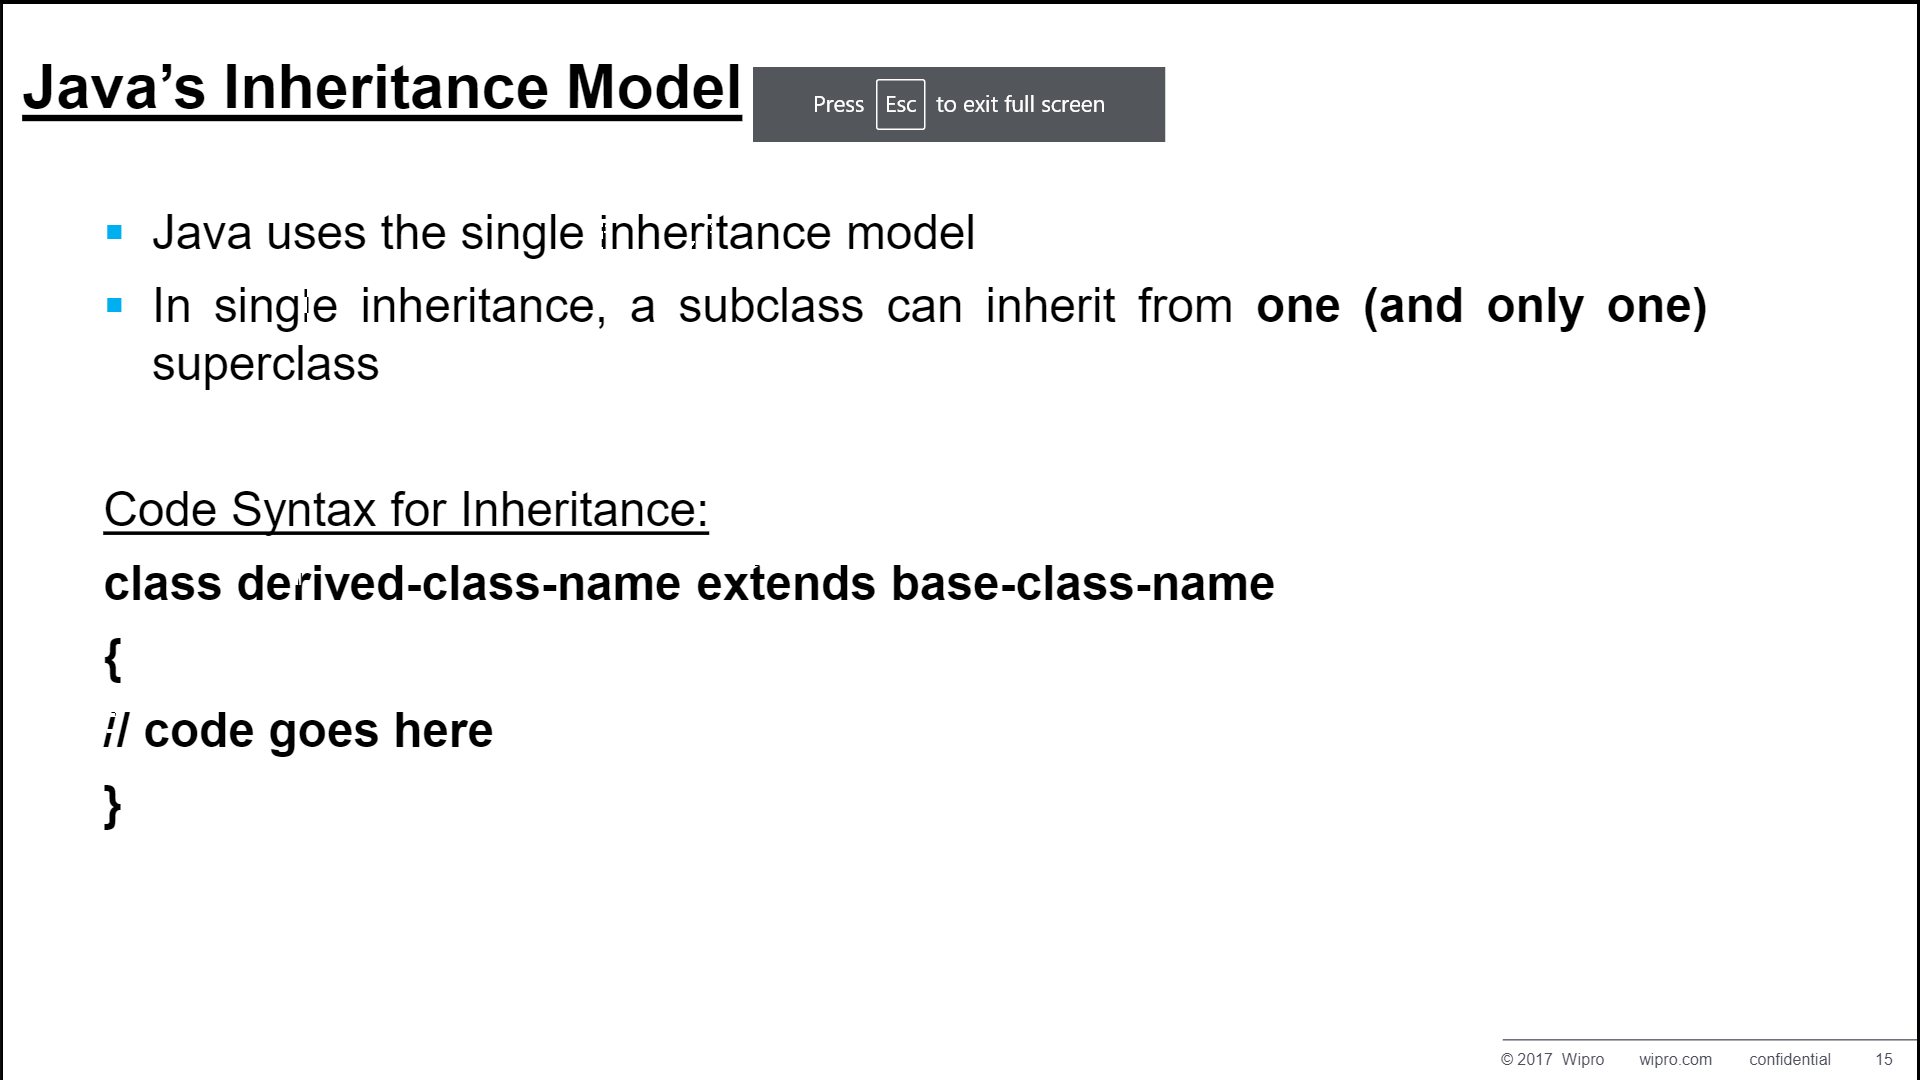 Java’s Inheritance Model
Press Esc to exit full screen
Java uses the single inheritance model
In single inheritance, a subclass can inherit from one (and only one)
superclass
Code Syntax for Inheritance:
class derived-class-name extends base-class-name
{
// code goes here
}
© 2017 Wipro wipro.com confidential 15